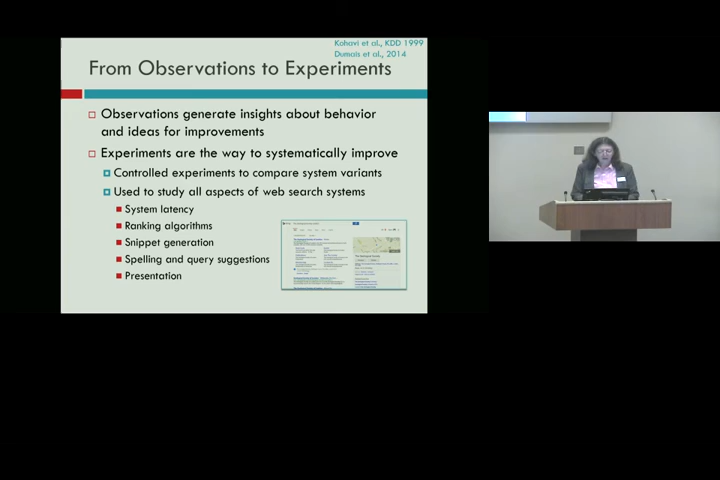 Kohavi et al., KDD 1999
Dumais et al., 2014
From Observations to Experiments
Observations generate insights about behavior
and ideas for improvements
Experiments are the way to systematically improve
Controlled experiments to compare system variants
Used to study all aspects of web search systems
System latency
Ranking algorithms
Snippet generation
Spelling and query suggestions
Presentation